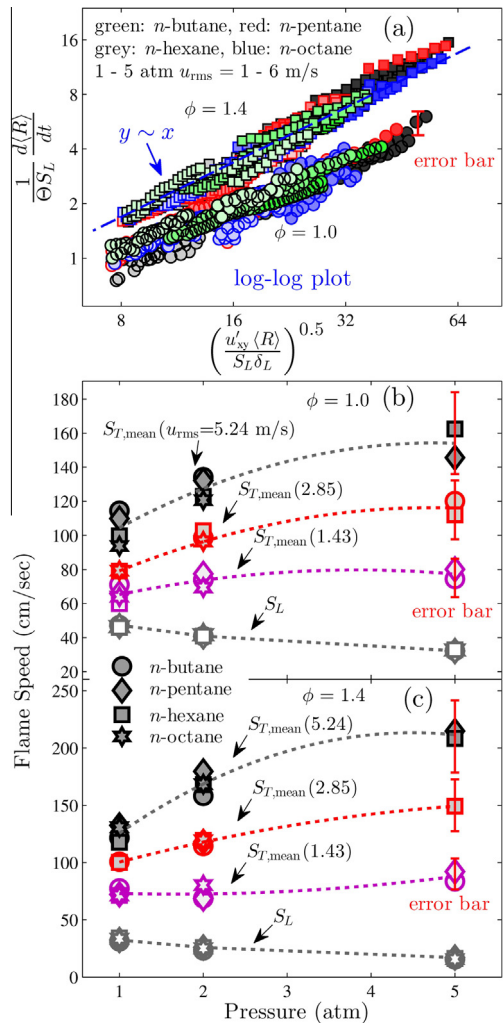 (a)
green: n-butane, red: n-pentane
grey: n-hexane, blue: n-octane
1 - 5 atm u_rms = 1 - 6 m/s
ϕ = 1.4
y ∼ x
error bar
ϕ = 1.0
log-log plot
16
8
4
2
1
1/(ΘS_L) d⟨R⟩/dt
8 16 32 64
(u'_xy ⟨R⟩ / S_L δ_L)^0.5
(b)
ϕ = 1.0
S_T,mean(u_rms=5.24 m/s)
S_T,mean(2.85)
S_T,mean(1.43)
S_L
error bar
180
160
140
120
100
80
60
40
20
n-butane
n-pentane
n-hexane
n-octane
Flame Speed (cm/sec)
(c)
ϕ = 1.4
S_T,mean(5.24)
S_T,mean(2.85)
S_T,mean(1.43)
S_L
error bar
250
200
150
100
50
0
1 2 3 4 5
Pressure (atm)